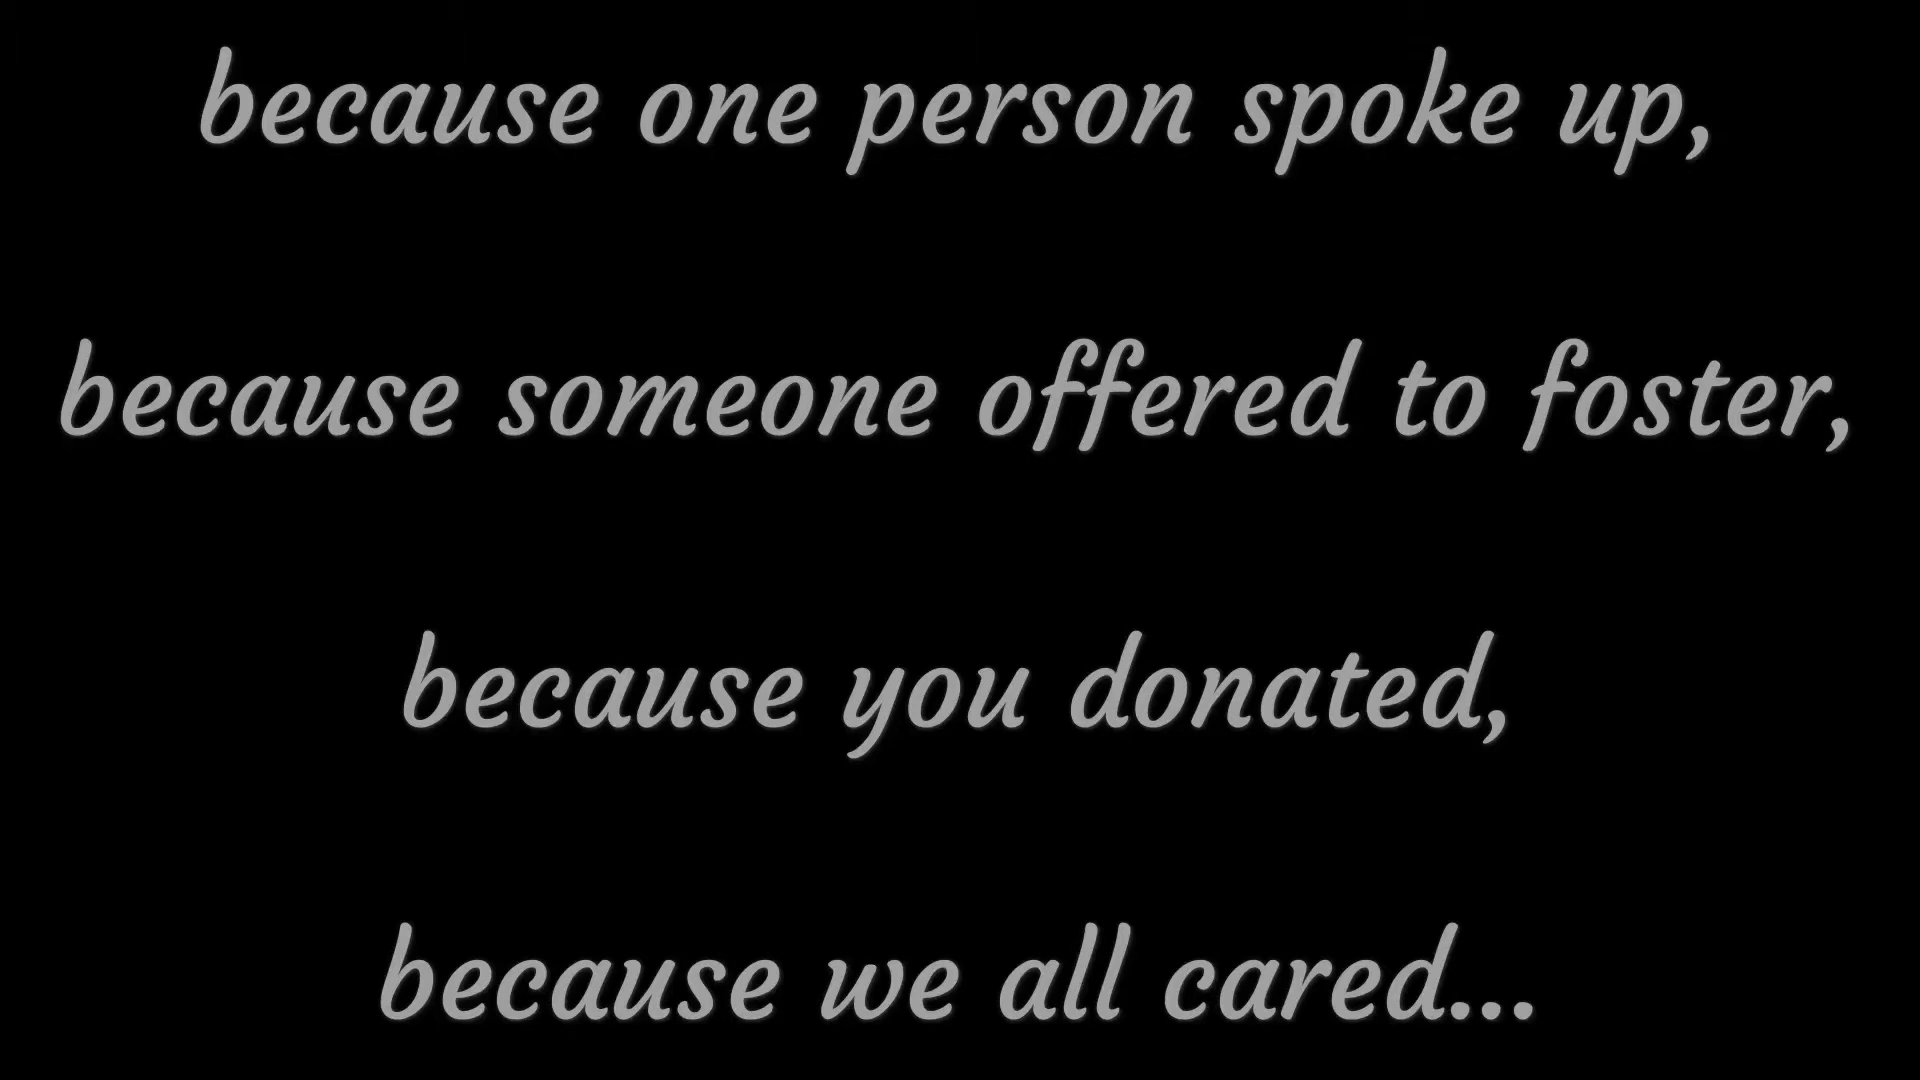 because one person spoke up,
because someone offered to foster,
because you donated,
because we all cared...